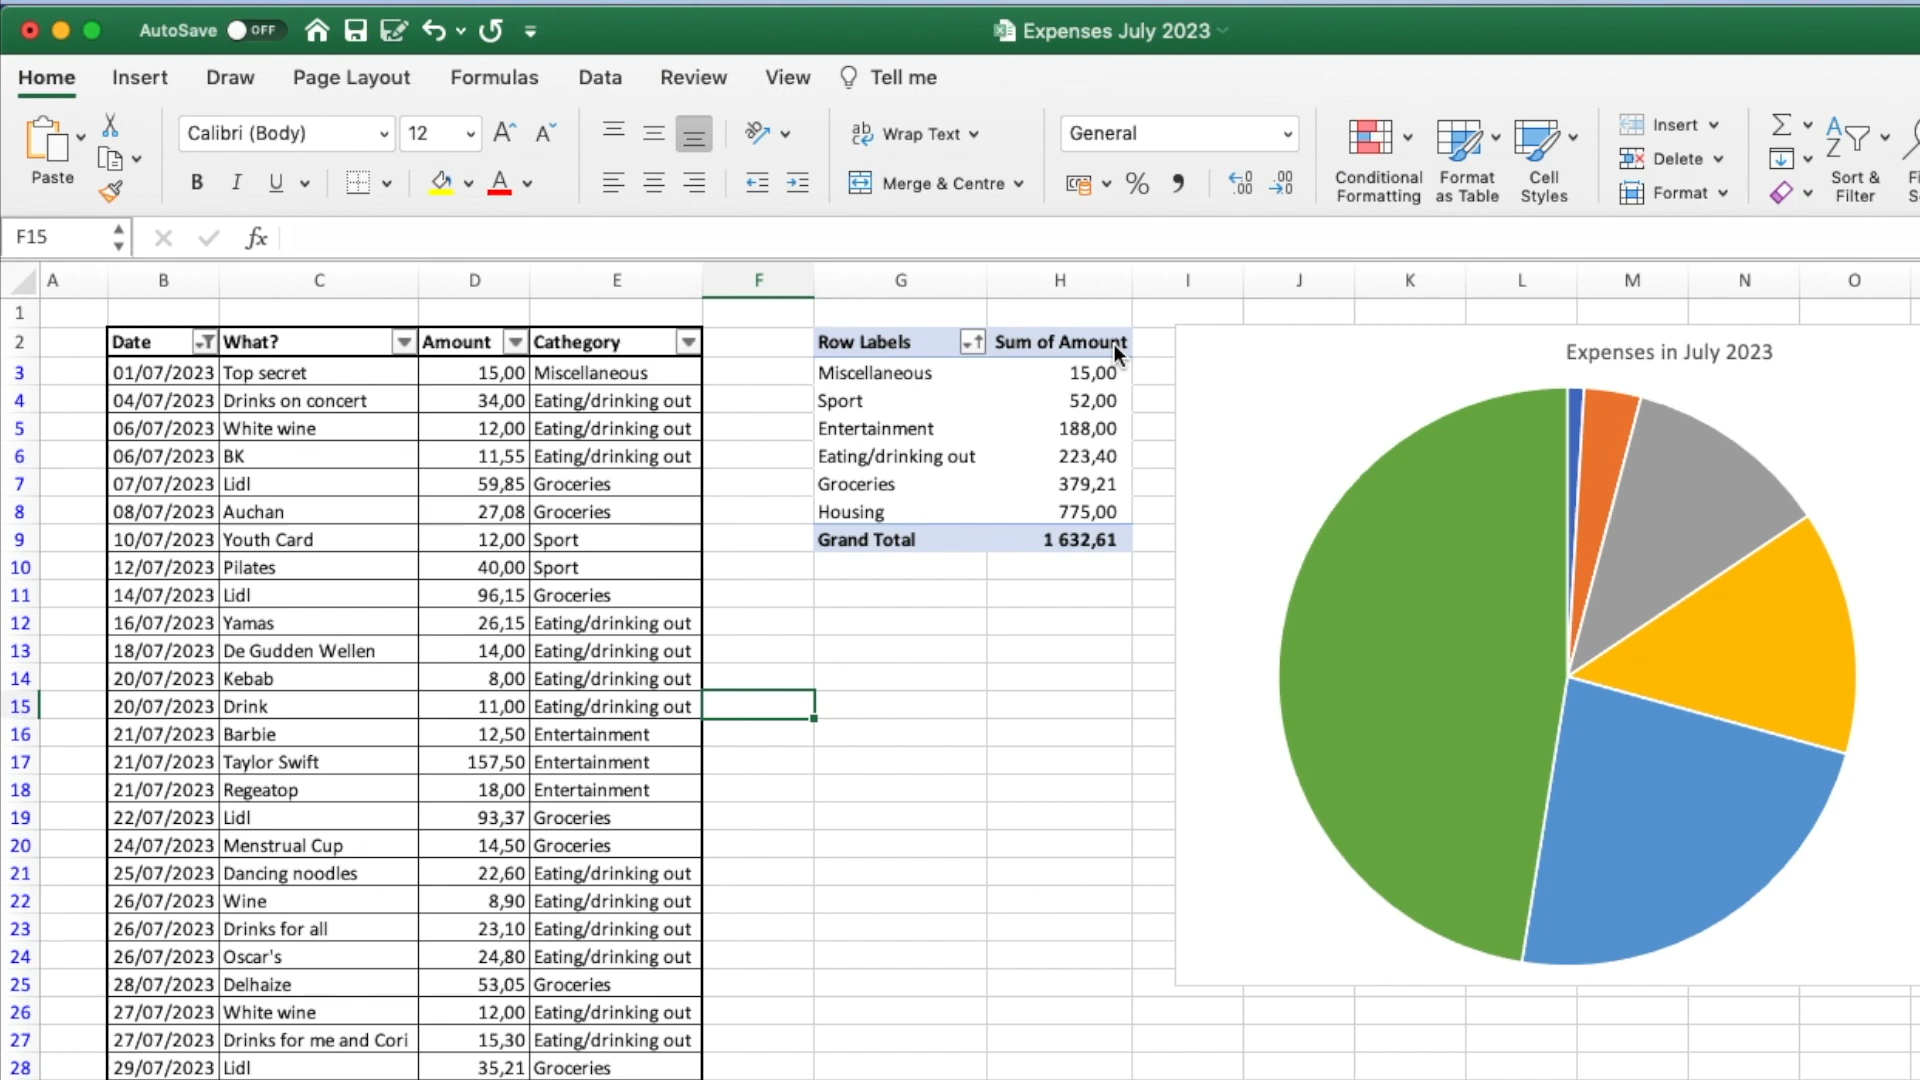 AutoSave OFF Expenses July 2023
Home Insert Draw Page Layout Formulas Data Review View Tell me
Paste Calibri (Body) 12 Wrap Text General Conditional Formatting Format as Table Cell Styles Insert Sort & Filter
B I U Merge & Centre Delete Format
F15 fx
A B C D E F G H I J K L M N O
1
2 Date What? Amount Cathegory Row Labels Sum of Amount Expenses in July 2023
3 01/07/2023 Top secret 15,00 Miscellaneous Miscellaneous 15,00
4 04/07/2023 Drinks on concert 34,00 Eating/drinking out Sport 52,00
5 06/07/2023 White wine 12,00 Eating/drinking out Entertainment 188,00
6 06/07/2023 BK 11,55 Eating/drinking out Eating/drinking out 223,40
7 07/07/2023 Lidl 59,85 Groceries Groceries 379,21
8 08/07/2023 Auchan 27,08 Groceries Housing 775,00
9 10/07/2023 Youth Card 12,00 Sport Grand Total 1 632,61
10 12/07/2023 Pilates 40,00 Sport
11 14/07/2023 Lidl 96,15 Groceries
12 16/07/2023 Yamas 26,15 Eating/drinking out
13 18/07/2023 De Gudden Wellen 14,00 Eating/drinking out
14 20/07/2023 Kebab 8,00 Eating/drinking out
15 20/07/2023 Drink 11,00 Eating/drinking out
16 21/07/2023 Barbie 12,50 Entertainment
17 21/07/2023 Taylor Swift 157,50 Entertainment
18 21/07/2023 Regeatop 18,00 Entertainment
19 22/07/2023 Lidl 93,37 Groceries
20 24/07/2023 Menstrual Cup 14,50 Groceries
21 25/07/2023 Dancing noodles 22,60 Eating/drinking out
22 26/07/2023 Wine 8,90 Eating/drinking out
23 26/07/2023 Drinks for all 23,10 Eating/drinking out
24 26/07/2023 Oscar's 24,80 Eating/drinking out
25 28/07/2023 Delhaize 53,05 Groceries
26 27/07/2023 White wine 12,00 Eating/drinking out
27 27/07/2023 Drinks for me and Cori 15,30 Eating/drinking out
28 29/07/2023 Lidl 35,21 Groceries